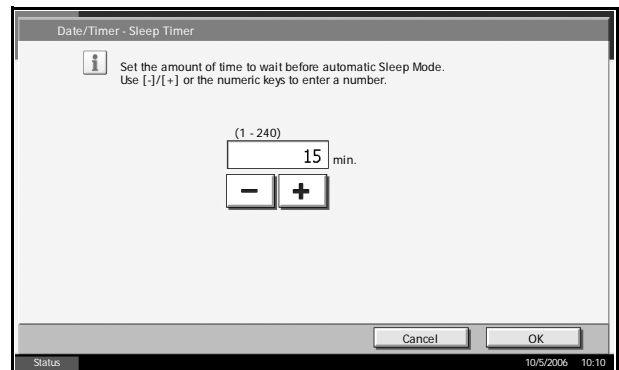 Date/Timer - Sleep Timer
i
Set the amount of time to wait before automatic Sleep Mode.
Use [-]/[+] or the numeric keys to enter a number.
(1 - 240)
15 min.
− +
Cancel OK
Status 10/5/2006 10:10